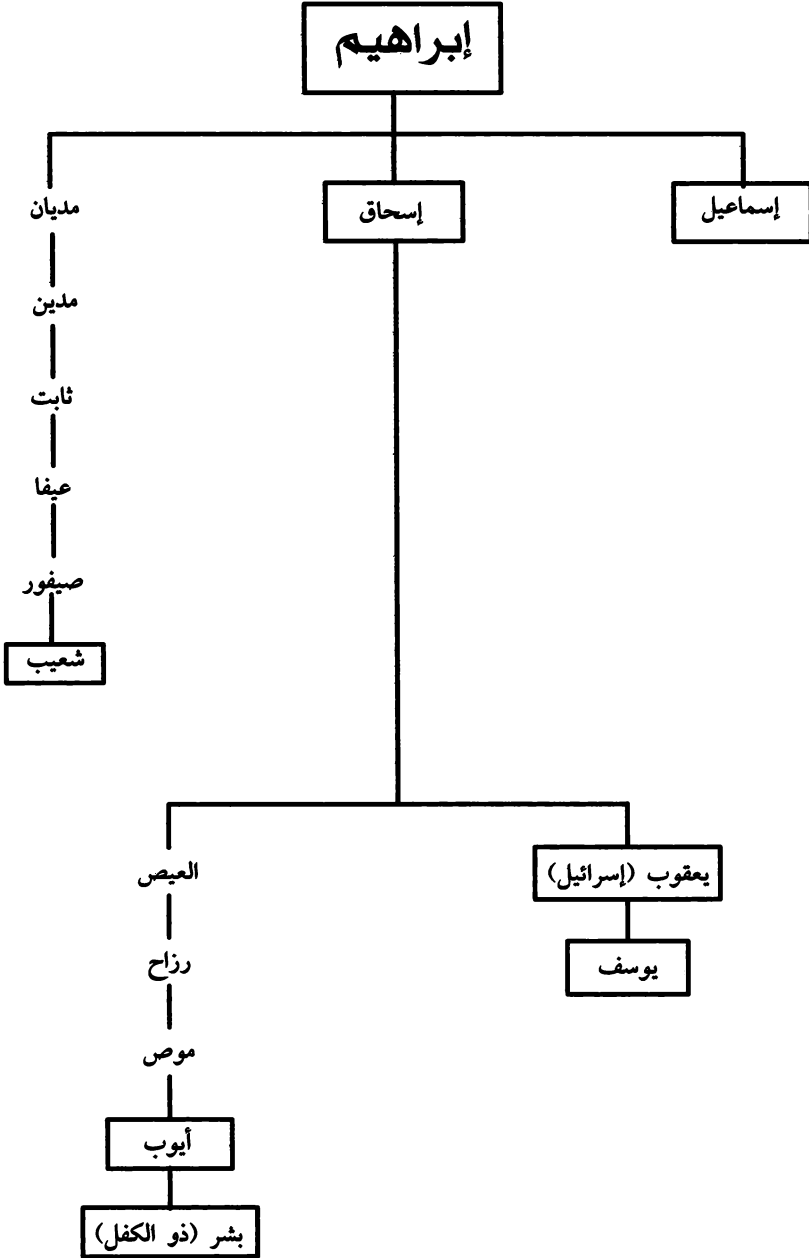 إبراهيم
إسماعيل
إسحاق
مديان
مدين
ثابت
عيفا
صيفور
شعيب
يعقوب (إسرائيل)
يوسف
العيص
رزاح
موص
أيوب
بشر (ذو الكفل)